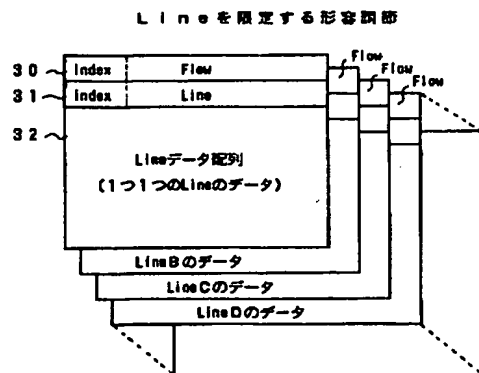 Lineを限定する形容詞節
30 Index Flow Flow Flow Flow
31 Index Line
32
Lineデータ配列
(1つ1つのLineのデータ)
LineBのデータ
LineCのデータ
LineDのデータ